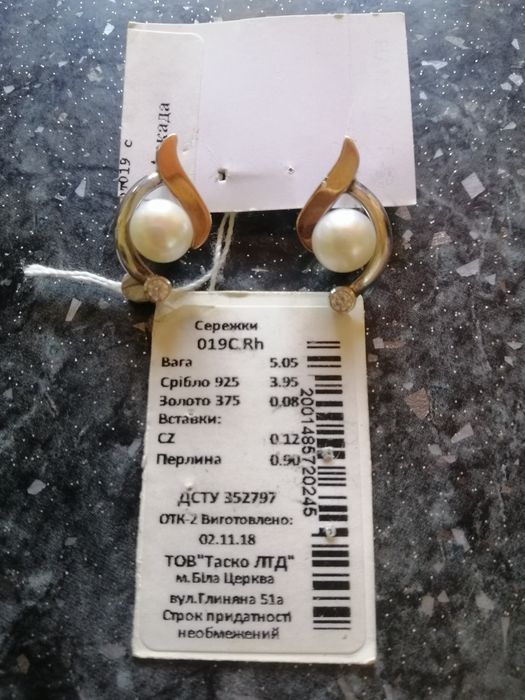 019 с
Сережки
019C.Rh
Вага 5.05
Срібло 925 3.95
Золото 375 0.08
Вставки:
CZ 0.12
Перлина 0.90
ДСТУ 352797
ОТК-2 Виготовлено:
02.11.18
ТОВ"Таско ЛТД"
м.Біла Церква
вул.Глиняна 51а
Строк придатності
необмежений
2001485720245